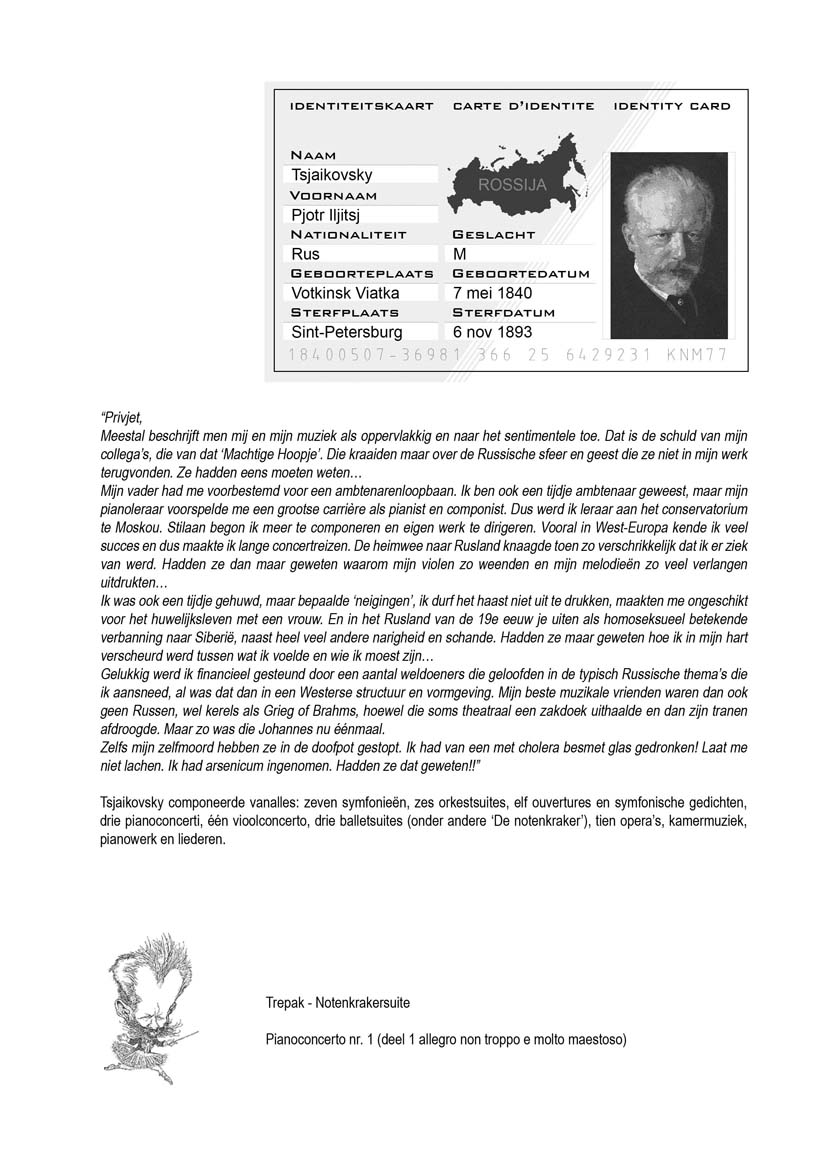 IDENTITEITSKAART CARTE D'IDENTITE IDENTITY CARD
NAAM
Tsjaikovsky
ROSSIJA
VOORNAAM
Pjotr Iljitsj
NATIONALITEIT GESLACHT
Rus M
GEBOORTEPLAATS GEBOORTEDATUM
Votkinsk Viatka 7 mei 1840
STERFPLAATS STERFDATUM
Sint-Petersburg 6 nov 1893
18400507-36981 366 25 6429231 KNM77
“Privjet,
Meestal beschrijft men mij en mijn muziek als oppervlakkig en naar het sentimentele toe. Dat is de schuld van mijn
collega’s, die van dat ‘Machtige Hoopje’. Die kraaiden maar over de Russische sfeer en geest die ze niet in mijn werk
terugvonden. Ze hadden eens moeten weten…
Mijn vader had me voorbestemd voor een ambtenarenloopbaan. Ik ben ook een tijdje ambtenaar geweest, maar mijn
pianoleraar voorspelde me een grootse carrière als pianist en componist. Dus werd ik leraar aan het conservatorium
te Moskou. Stilaan begon ik meer te componeren en eigen werk te dirigeren. Vooral in West-Europa kende ik veel
succes en dus maakte ik lange concertreizen. De heimwee naar Rusland knaagde toen zo verschrikkelijk dat ik er ziek
van werd. Hadden ze dan maar geweten waarom mijn violen zo weenden en mijn melodieën zo veel verlangen
uitdrukten…
Ik was ook een tijdje gehuwd, maar bepaalde ‘neigingen’, ik durf het haast niet uit te drukken, maakten me ongeschikt
voor het huwelijksleven met een vrouw. En in het Rusland van de 19e eeuw je uiten als homoseksueel betekende
verbanning naar Siberië, naast heel veel andere narigheid en schande. Hadden ze maar geweten hoe ik in mijn hart
verscheurd werd tussen wat ik voelde en wie ik moest zijn…
Gelukkig werd ik financieel gesteund door een aantal weldoeners die geloofden in de typisch Russische thema’s die
ik aansneed, al was dat dan in een Westerse structuur en vormgeving. Mijn beste muzikale vrienden waren dan ook
geen Russen, wel kerels als Grieg of Brahms, hoewel die soms theatraal een zakdoek uithaalde en dan zijn tranen
afdroogde. Maar zo was die Johannes nu éénmaal.
Zelfs mijn zelfmoord hebben ze in de doofpot gestopt. Ik had van een met cholera besmet glas gedronken! Laat me
niet lachen. Ik had arsenicum ingenomen. Hadden ze dat geweten!!”
Tsjaikovsky componeerde vanalles: zeven symfonieën, zes orkestsuites, elf ouvertures en symfonische gedichten,
drie pianoconcerti, één vioolconcerto, drie balletsuites (onder andere ‘De notenkraker’), tien opera’s, kamermuziek,
pianowerk en liederen.
Trepak - Notenkrakersuite
Pianoconcerto nr. 1 (deel 1 allegro non troppo e molto maestoso)